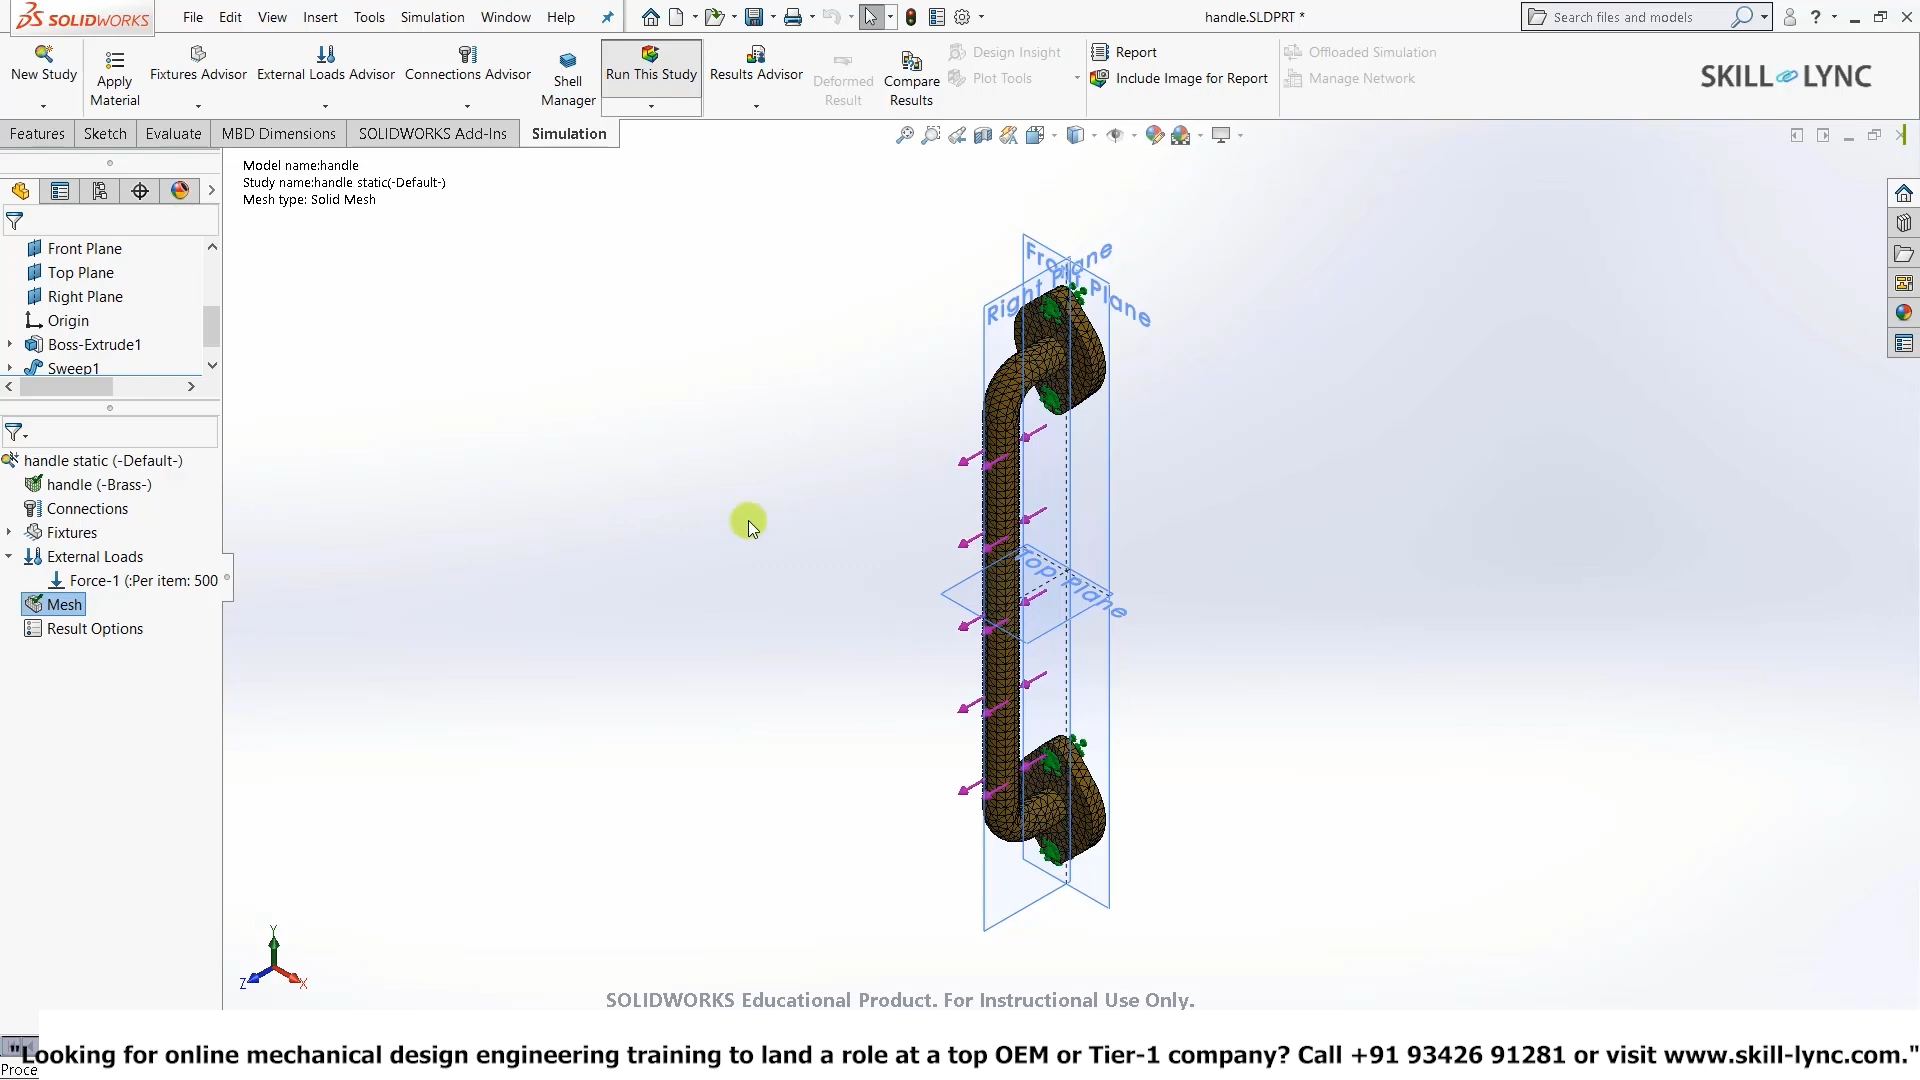 SOLIDWORKS File Edit View Insert Tools Simulation Window Help handle.SLDPRT * Search files and models
New Study
Apply Material
Fixtures Advisor
External Loads Advisor
Connections Advisor
Shell Manager
Run This Study
Results Advisor
Deformed Result
Compare Results
Design Insight
Plot Tools
Report
Include Image for Report
Offloaded Simulation
Manage Network
SKILL LYNC
Features Sketch Evaluate MBD Dimensions SOLIDWORKS Add-Ins Simulation
Model name:handle
Study name:handle static(-Default-)
Mesh type: Solid Mesh
Front Plane
Top Plane
Right Plane
Origin
Boss-Extrude1
Sweep1
handle static (-Default-)
handle (-Brass-)
Connections
Fixtures
External Loads
Force-1 (:Per item: 500
Mesh
Result Options
Right Plane
Top Plane
Y
Z
X
SOLIDWORKS Educational Product. For Instructional Use Only.
Looking for online mechanical design engineering training to land a role at a top OEM or Tier-1 company? Call +91 93426 91281 or visit www.skill-lync.com."
Proce